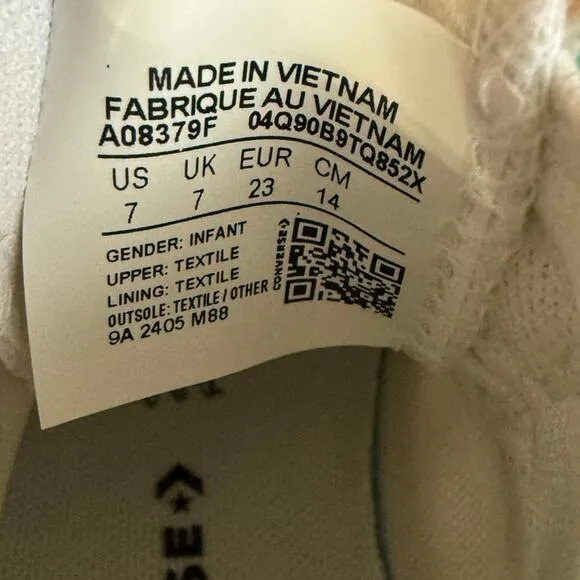 MADE IN VIETNAM
FABRIQUE AU VIETNAM
A08379F 04Q90B9TQ852X
US UK EUR CM
7 7 23 14
GENDER: INFANT
UPPER: TEXTILE
LINING: TEXTILE
OUTSOLE: TEXTILE / OTHER
9A 2405 M88
CONVERSE
SE